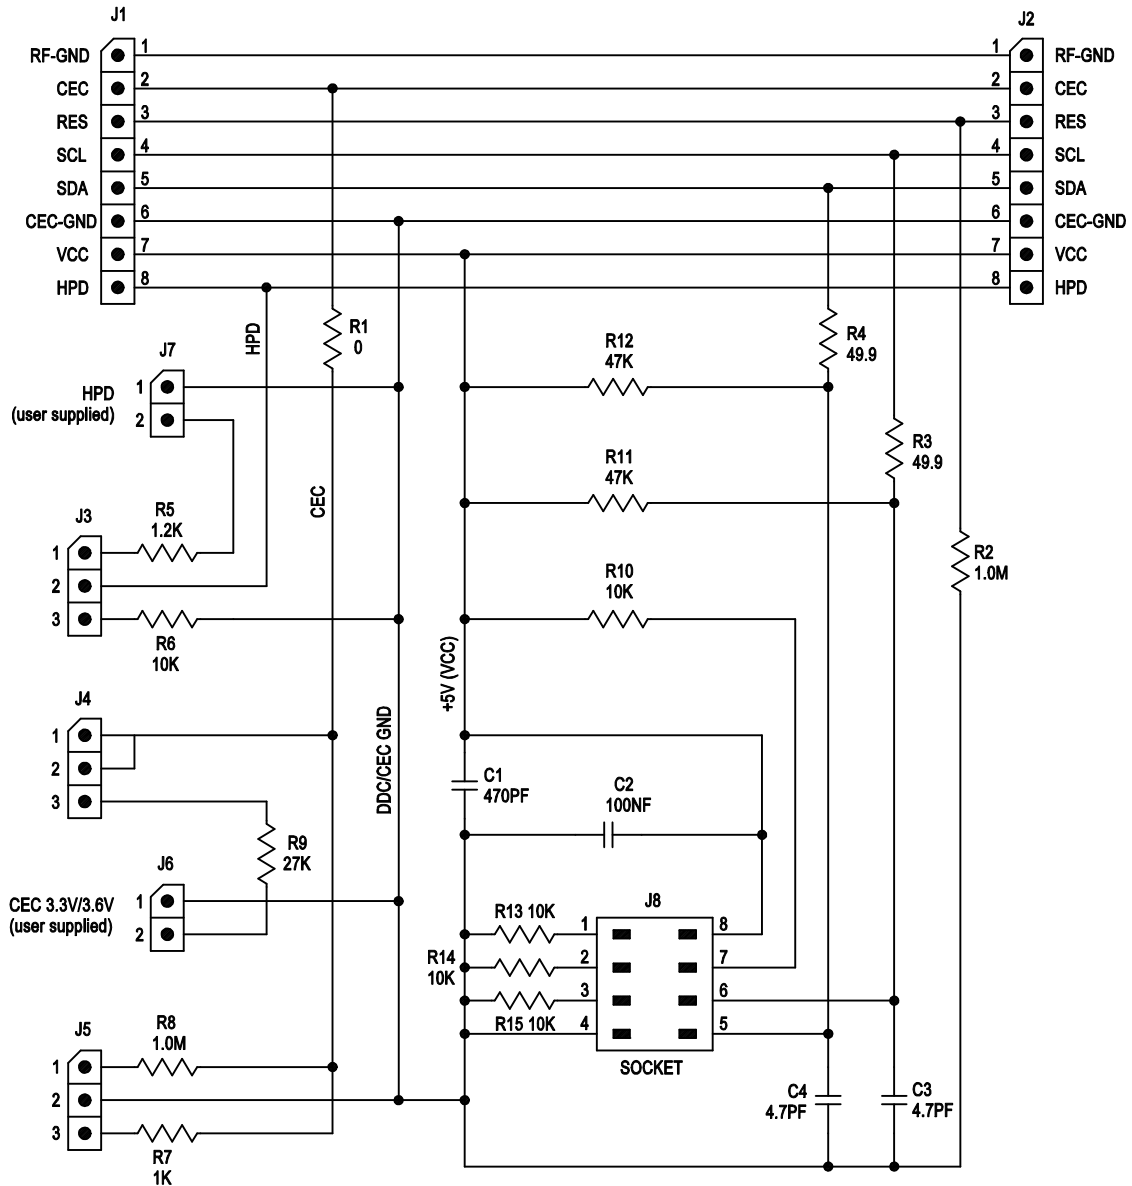 J1
J2
RF-GND 1 1 RF-GND
CEC 2 2 CEC
RES 3 3 RES
SCL 4 4 SCL
SDA 5 5 SDA
CEC-GND 6 6 CEC-GND
VCC 7 7 VCC
HPD 8 8 HPD
HPD
R1
0
R12
47K
R4
49.9
J7
HPD
(user supplied)
1
2
R11
47K
R3
49.9
CEC
J3
R5
1.2K
1
2
3
R6
10K
R10
10K
R2
1.0M
+5V (VCC)
J4
1
2
3
DDC/CEC GND
C1
470PF
C2
100NF
R9
27K
J6
CEC 3.3V/3.6V
(user supplied)
1
2
J8
R13 10K
R14
10K
R15 10K
1 8
2 7
3 6
4 5
SOCKET
J5
R8
1.0M
1
2
3
R7
1K
C4
4.7PF
C3
4.7PF